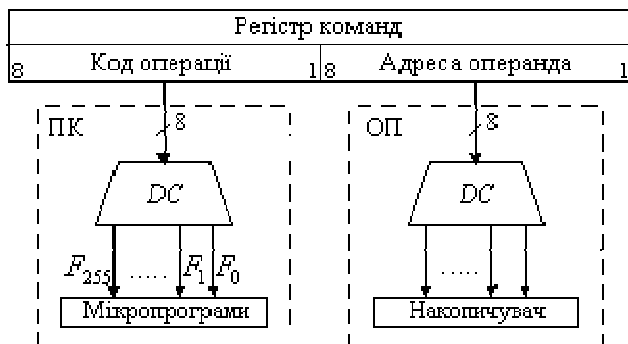 Регістр команд
8 Код операції 1 8 Адреса операнда 1
ПК 8 ОП 8
DC DC
F255 ..... F1 F0 .....
Мікропрограми Накопичувач